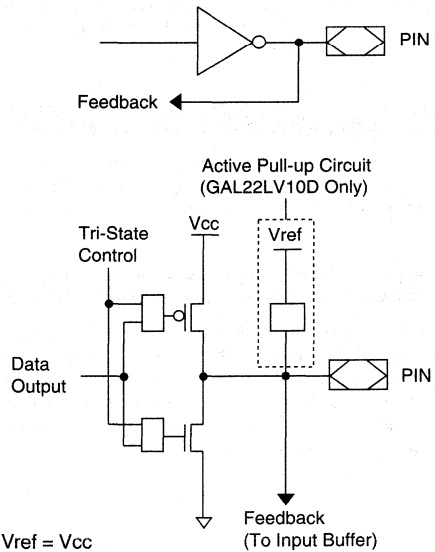 PIN
Feedback
Active Pull-up Circuit
(GAL22LV10D Only)
Tri-State
Control
Vcc
Vref
Data
Output
PIN
Feedback
(To Input Buffer)
Vref = Vcc